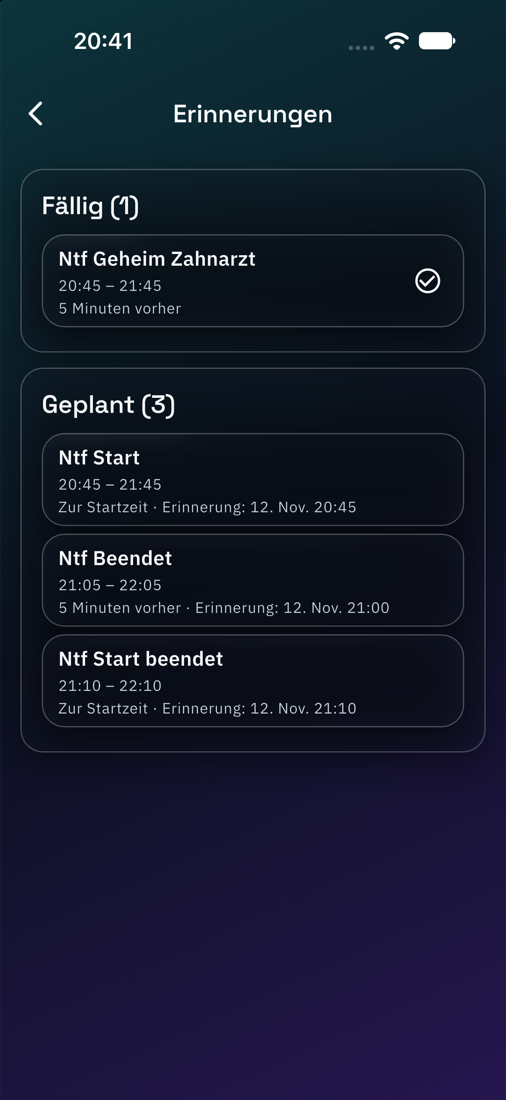 20:41
Erinnerungen
Fällig (1)
Ntf Geheim Zahnarzt
20:45 – 21:45
5 Minuten vorher
Geplant (3)
Ntf Start
20:45 – 21:45
Zur Startzeit · Erinnerung: 12. Nov. 20:45
Ntf Beendet
21:05 – 22:05
5 Minuten vorher · Erinnerung: 12. Nov. 21:00
Ntf Start beendet
21:10 – 22:10
Zur Startzeit · Erinnerung: 12. Nov. 21:10